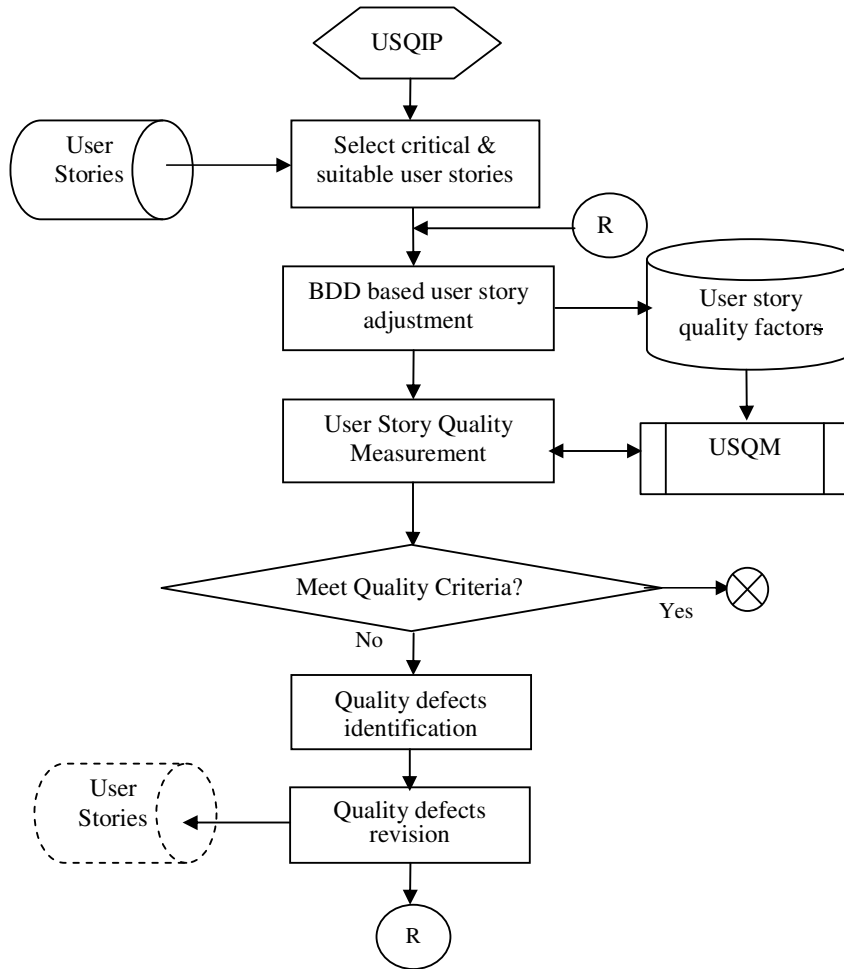 USQIP
User
Stories
Select critical &
suitable user stories
R
BDD based user story
adjustment
User story
quality factors
User Story Quality
Measurement
USQM
Meet Quality Criteria?
Yes
No
Quality defects
identification
User
Stories
Quality defects
revision
R